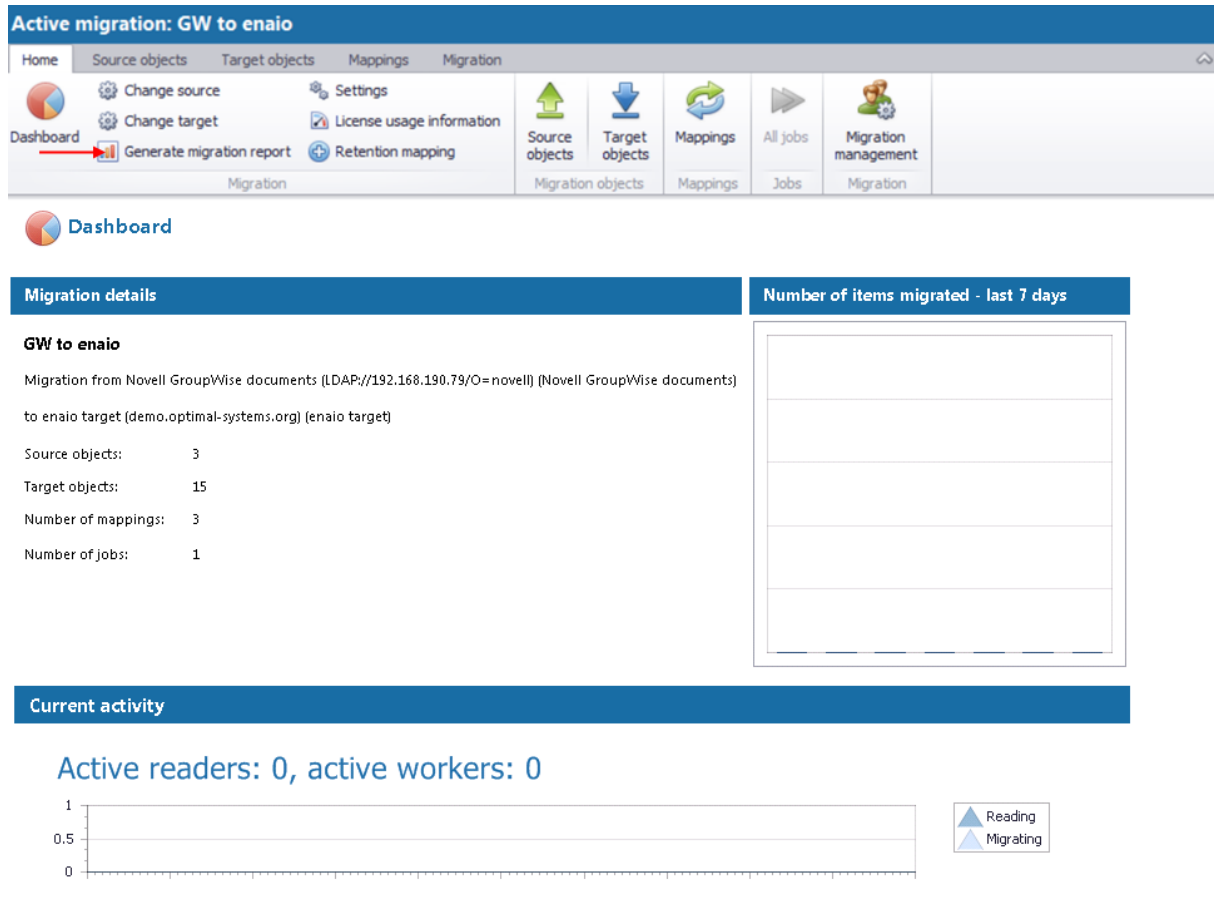 Active migration: GW to enaio
Home Source objects Target objects Mappings Migration
Dashboard
Change source
Change target
Generate migration report
Settings
License usage information
Retention mapping
Migration
Source objects
Target objects
Migration objects
Mappings
Mappings
All jobs
Jobs
Migration management
Migration
Dashboard
Migration details
Number of items migrated - last 7 days
GW to enaio
Migration from Novell GroupWise documents (LDAP://192.168.190.79/O=novell) (Novell GroupWise documents)
to enaio target (demo.optimal-systems.org) (enaio target)
Source objects: 3
Target objects: 15
Number of mappings: 3
Number of jobs: 1
Current activity
Active readers: 0, active workers: 0
1
0.5
0
Reading
Migrating